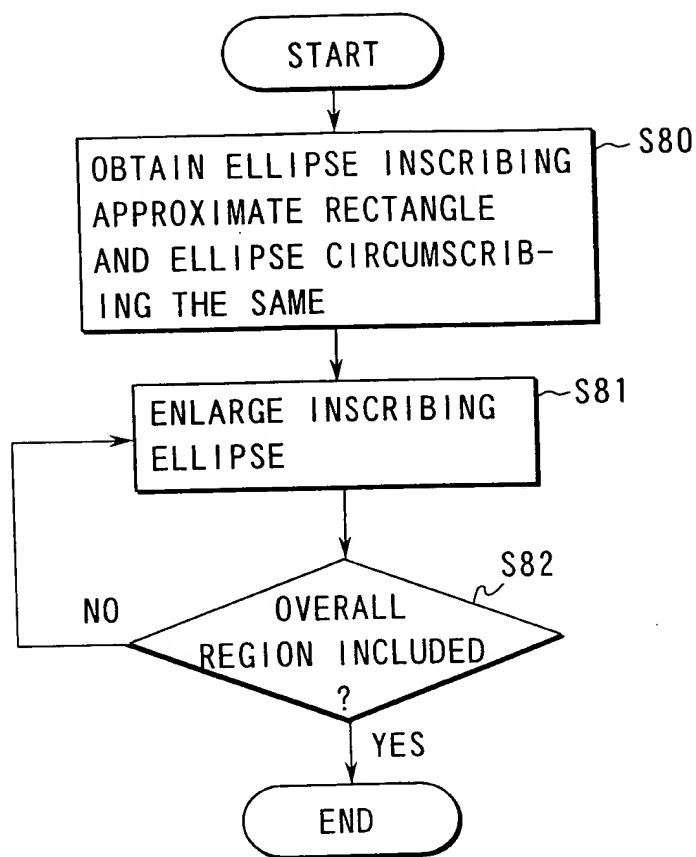 START
S80
OBTAIN ELLIPSE INSCRIBING
APPROXIMATE RECTANGLE
AND ELLIPSE CIRCUMSCRIB-
ING THE SAME
S81
ENLARGE INSCRIBING
ELLIPSE
S82
NO
OVERALL
REGION INCLUDED
?
YES
END